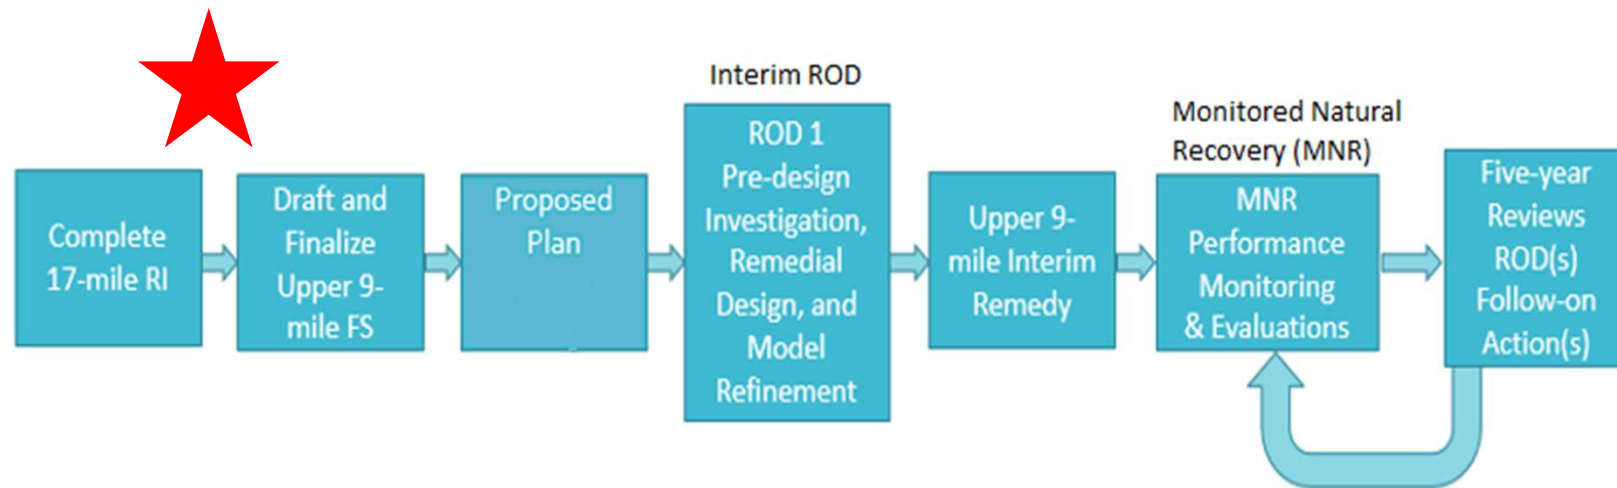 Complete
17-mile RI
Draft and
Finalize
Upper 9-
mile FS
Proposed
Plan
Interim ROD
ROD 1
Pre-design
Investigation,
Remedial
Design, and
Model
Refinement
Upper 9-
mile Interim
Remedy
Monitored Natural
Recovery (MNR)
MNR
Performance
Monitoring
& Evaluations
Five-year
Reviews
ROD(s)
Follow-on
Action(s)